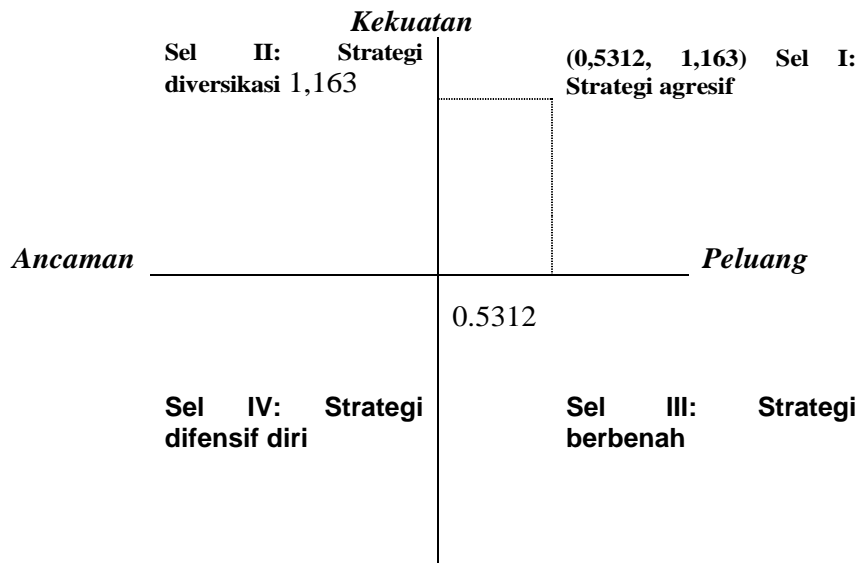 Kekuatan
Sel II: Strategi
diversikasi 1,163
(0,5312, 1,163) Sel I:
Strategi agresif
Ancaman
Peluang
0.5312
Sel IV: Strategi
difensif diri
Sel III: Strategi
berbenah